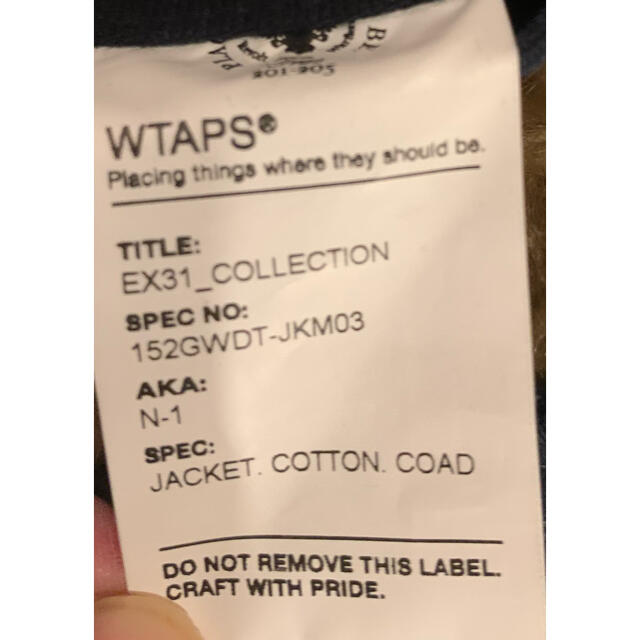 201-205
WTAPS®
Placing things where they should be.
TITLE:
EX31_COLLECTION
SPEC NO:
152GWDT-JKM03
AKA:
N-1
SPEC:
JACKET. COTTON. COAD
DO NOT REMOVE THIS LABEL.
CRAFT WITH PRIDE.